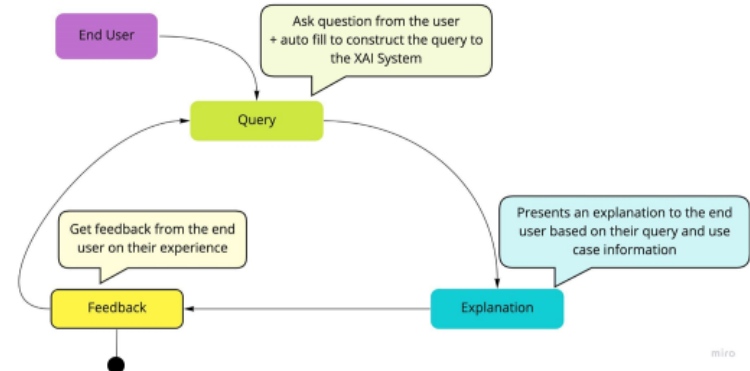 End User
Ask question from the user
+ auto fill to construct the query to
the XAI System
Query
Get feedback from the end
user on their experience
Presents an explanation to the end
user based on their query and use
case information
Feedback
Explanation
miro